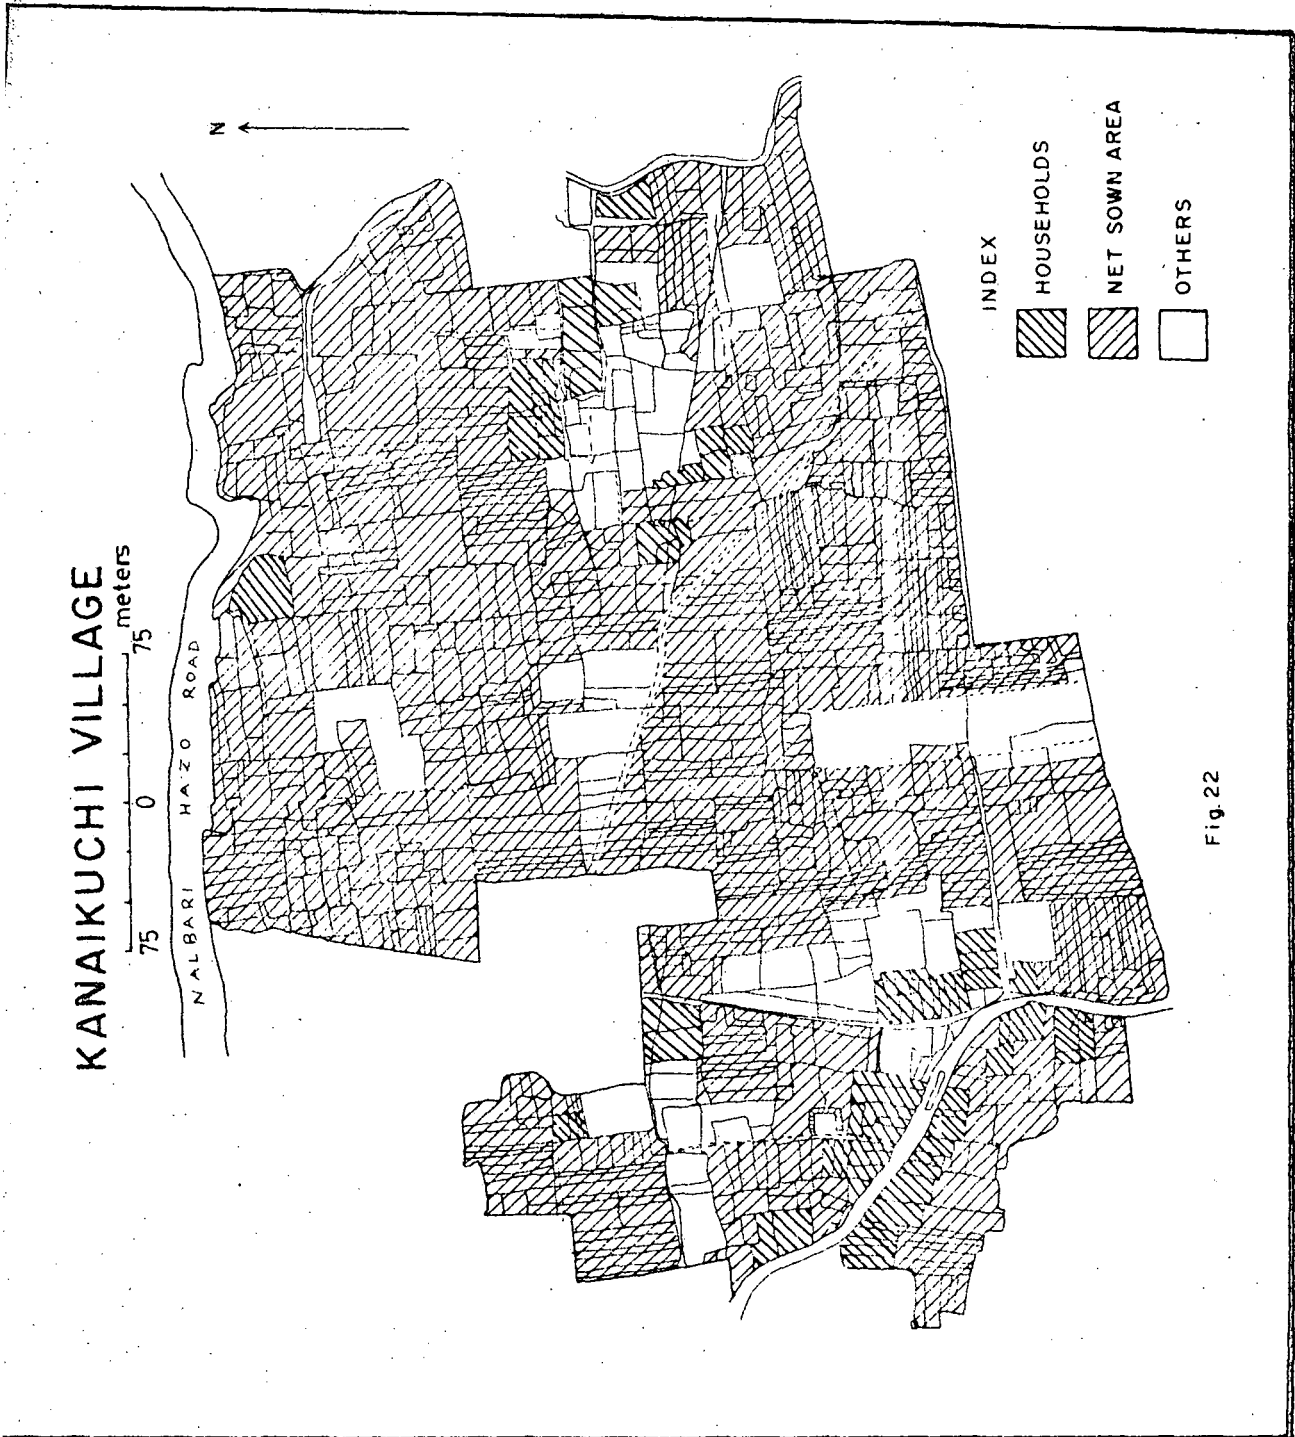 KANAIKUCHI VILLAGE
75 0 75 meters
NALBARI HAZO ROAD
N
INDEX
HOUSEHOLDS
NET SOWN AREA
OTHERS
Fig. 22